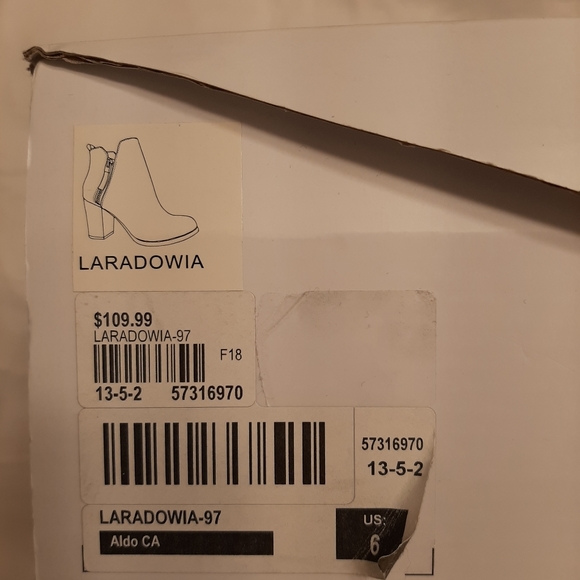 LARADOWIA
$109.99
LARADOWIA-97
F18
13-5-2 57316970
57316970
13-5-2
LARADOWIA-97
Aldo CA
US:
6